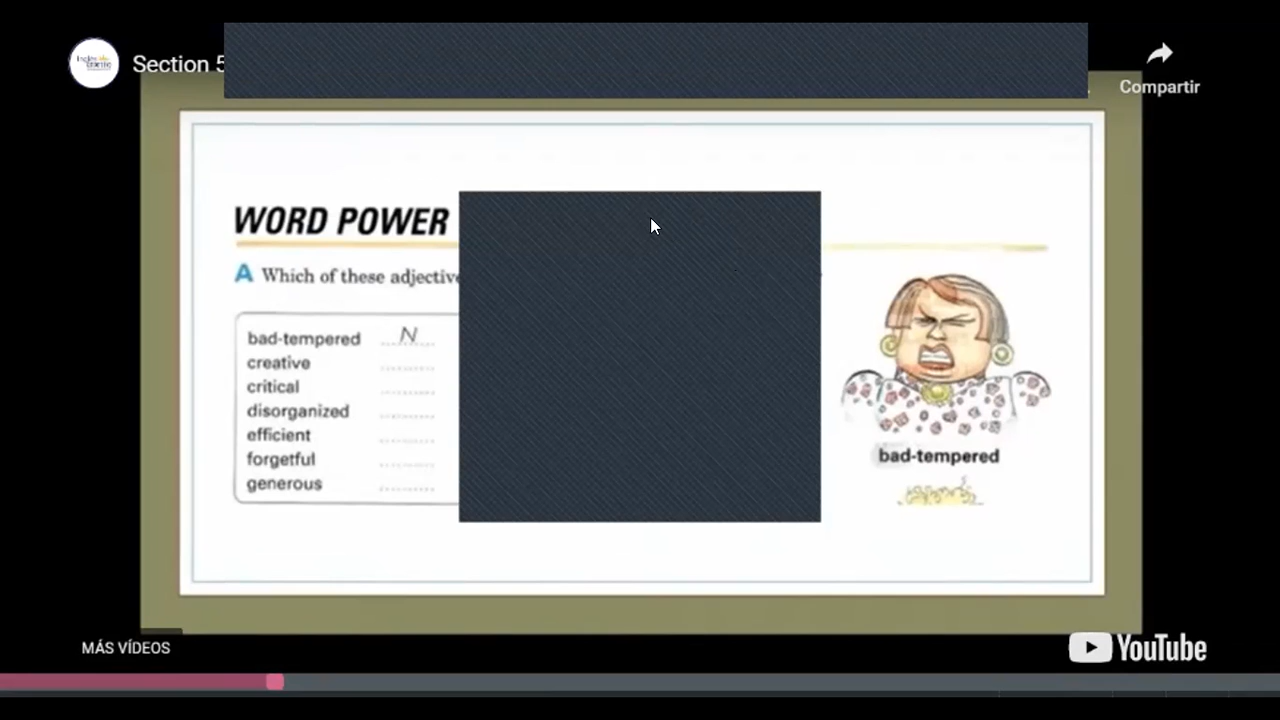 Section 5
Compartir
WORD POWER
A Which of these adjective
bad-tempered N
creative
critical
disorganized
efficient
forgetful
generous
bad-tempered
MÁS VÍDEOS
YouTube